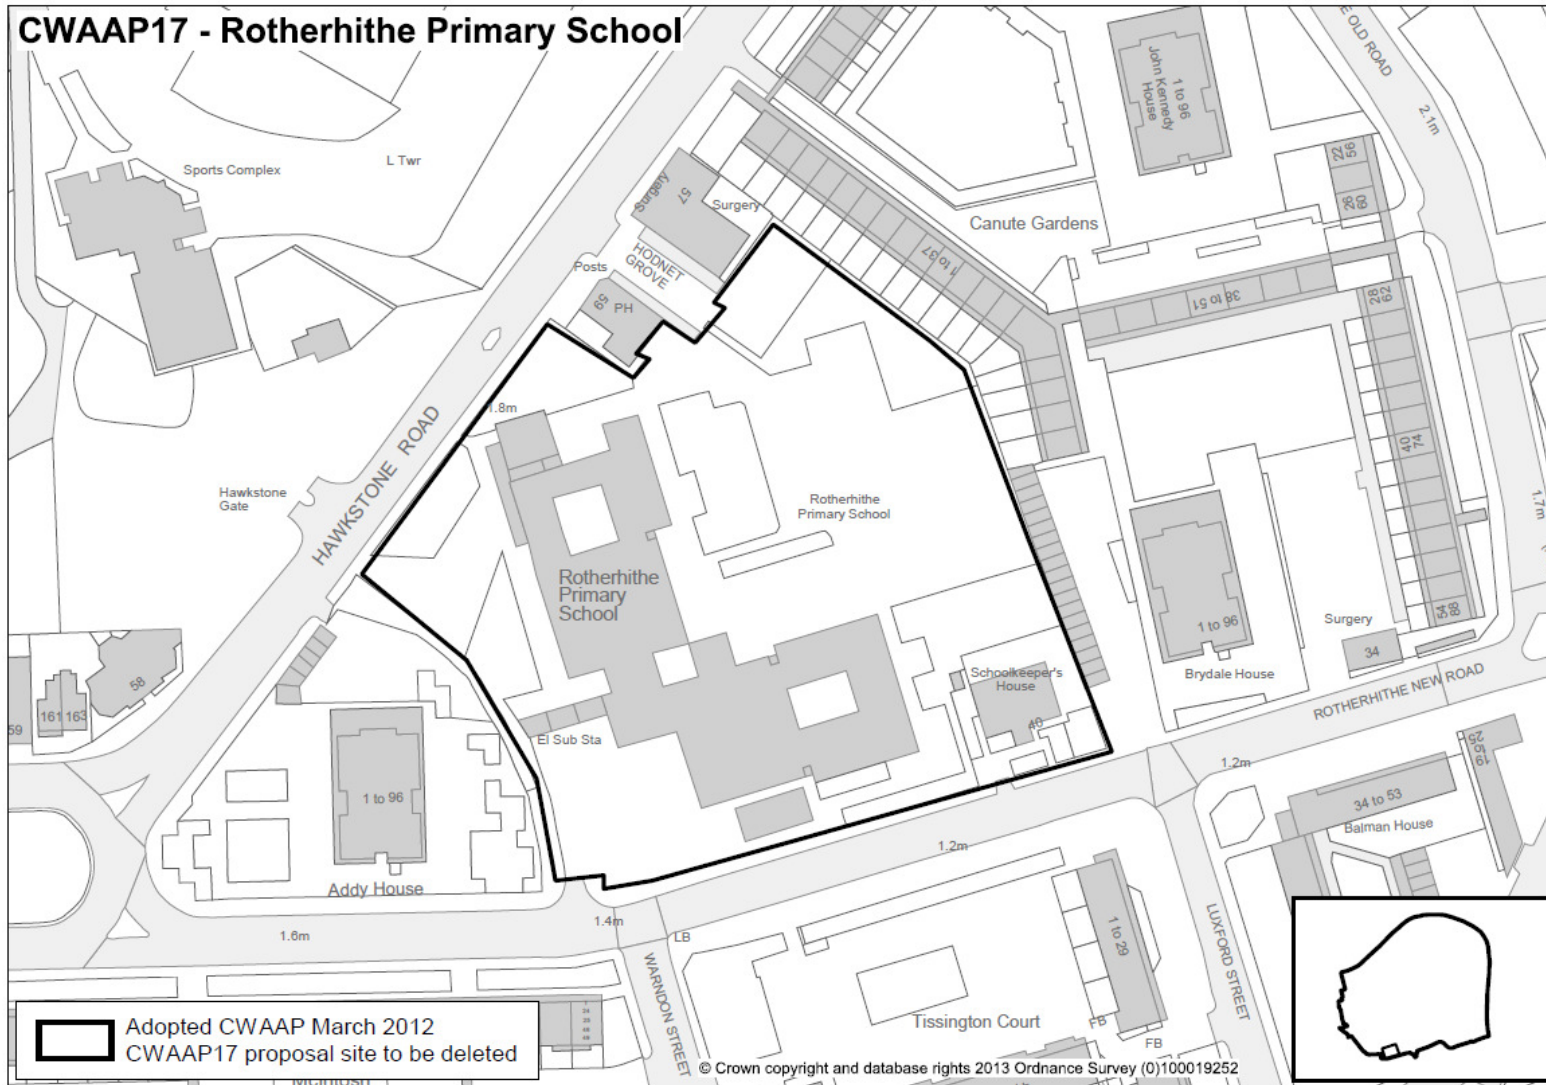 CWAAP17 - Rotherhithe Primary School
E OLD ROAD
2.1m
John Kennedy
House
1 to 96
22
56
26
60
Sports Complex
L Twr
Surgery
57
Surgery
Canute Gardens
HODNET
GROVE
Posts
59
PH
1 to 37
38 to 51
28
62
1.8m
HAWKSTONE ROAD
Hawkstone
Gate
Rotherhithe
Primary School
40
74
1.7m
Rotherhithe
Primary
School
54
88
1 to 96
Surgery
34
Schoolkeeper's
House
Brydale House
ROTHERHITHE NEW ROAD
58
161
163
59
40
El Sub Sta
25
19
1.2m
1 to 96
34 to 53
Balman House
1.2m
Addy House
1.4m
1.6m
LB
1 to 29
LUXFORD STREET
WARNDON STREET
Tissington Court
FB
FB
Adopted CWAAP March 2012
CWAAP17 proposal site to be deleted
McIntosh
© Crown copyright and database rights 2013 Ordnance Survey (0)100019252